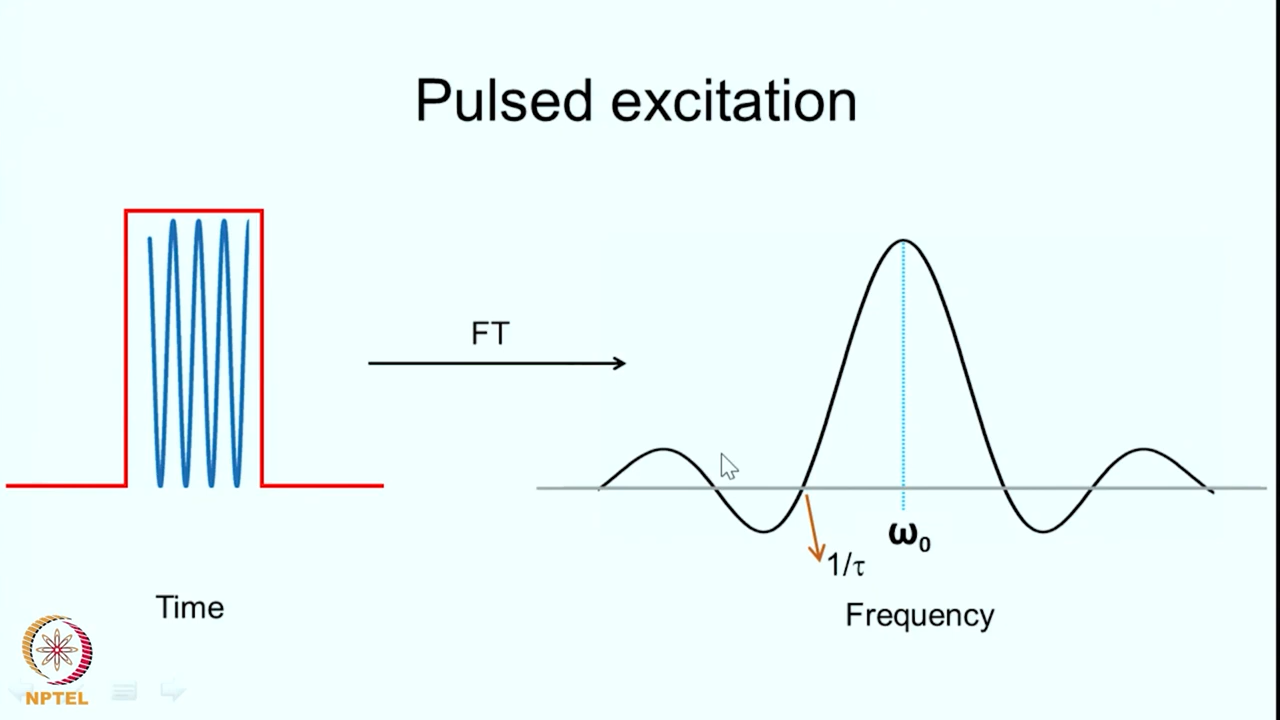 Pulsed excitation
FT
ω₀
1/τ
Time
Frequency
NPTEL